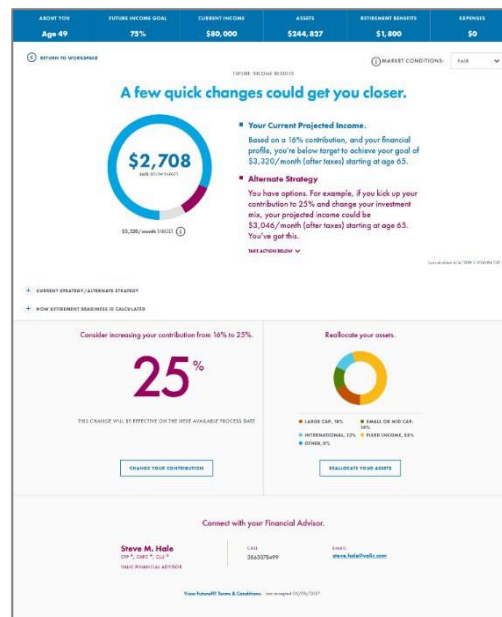 ABOUT YOU
Age 49
FUTURE INCOME GOAL
75%
CURRENT INCOME
$80,000
ASSETS
$244,827
RETIREMENT BENEFITS
$1,800
EXPENSES
$0
RETURN TO WORKSPACE
MARKET CONDITIONS:
FUTURE INCOME RESULTS
A few quick changes could get you closer.
$2,708
$3,320/month TARGET
Your Current Projected Income.
Based on a 16% contribution, and your financial
profile, you're below target to achieve your goal of
$3,320/month (after taxes) starting at age 65.
Alternate Strategy
You have options. For example, if you kick up your
contribution to 25% and change your investment
mix, your projected income could be
$3,046/month (after taxes) starting at age 65.
You've got this.
TAKE ACTION BELOW
+ CURRENT STRATEGY/ALTERNATE STRATEGY
+ HOW RETIREMENT READINESS IS CALCULATED
Consider increasing your contribution from 16% to 25%.
25%
THIS CHANGE WILL BE EFFECTIVE ON THE NEXT AVAILABLE PROCESS DATE
CHANGE YOUR CONTRIBUTION
Reallocate your assets.
LARGE CAP,
SMALL OR MID CAP,
INTERNATIONAL,
FIXED INCOME,
OTHER,
REALLOCATE YOUR ASSETS
Connect with your Financial Advisor.
Steve M. Hale
VALIC FINANCIAL ADVISOR
CALL
EMAIL
steve.hale@valic.com
View FutureFIT Terms & Conditions.